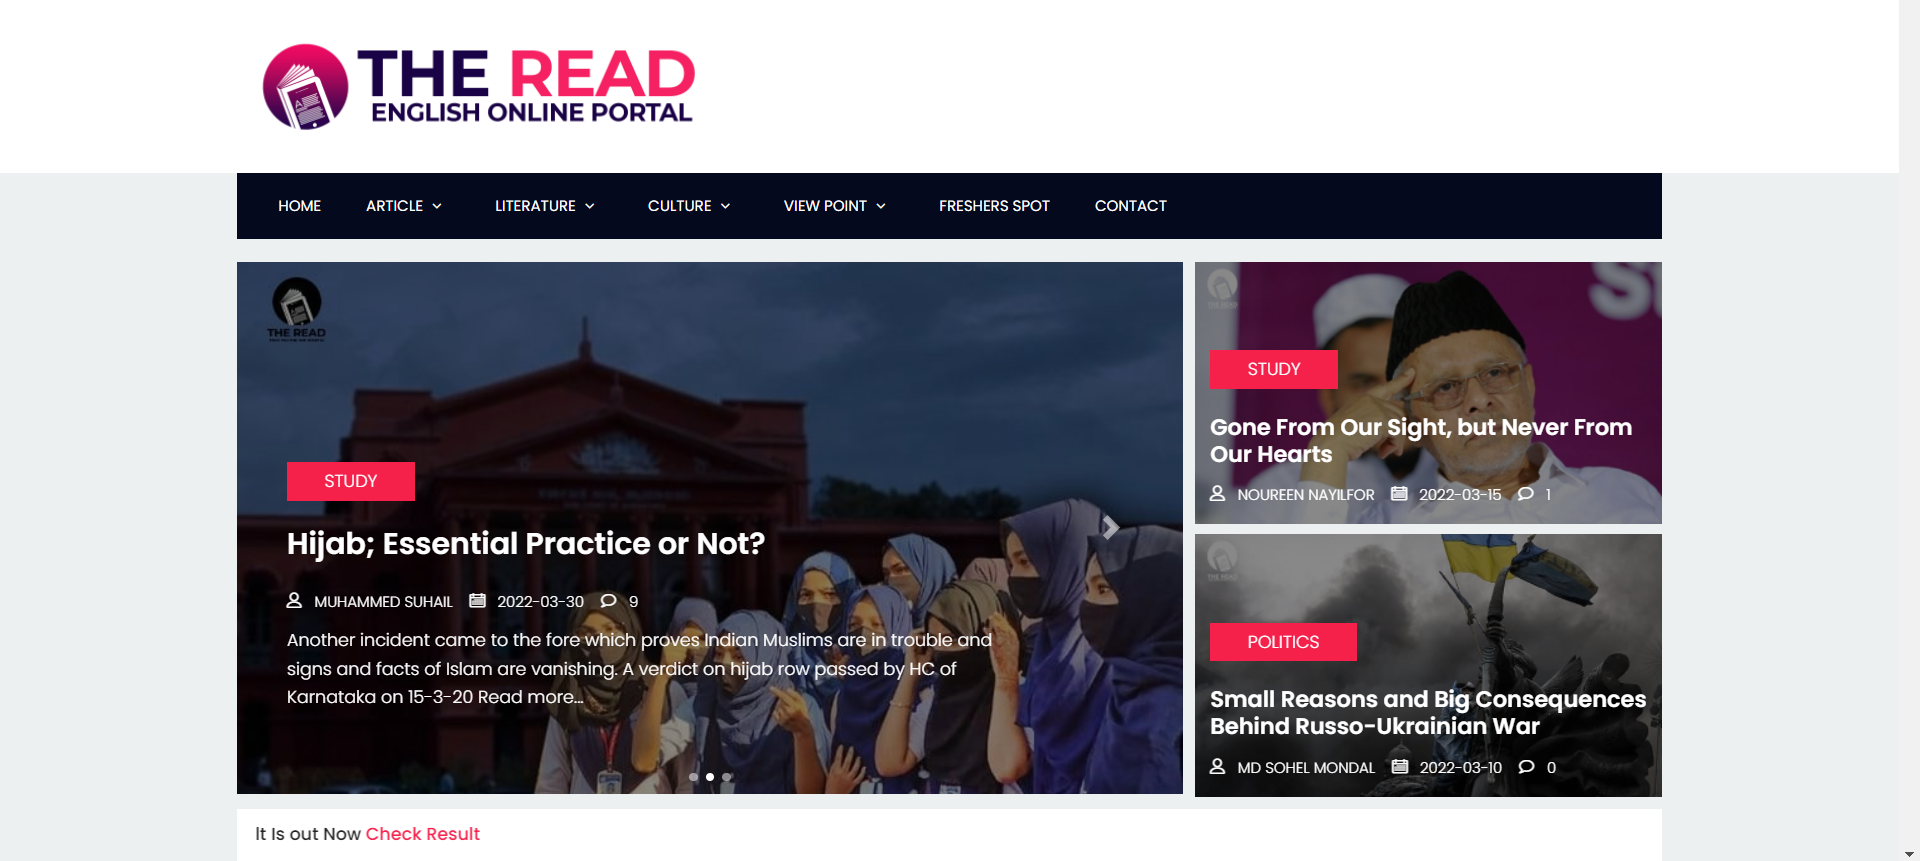 THE READ
ENGLISH ONLINE PORTAL
HOME ARTICLE LITERATURE CULTURE VIEW POINT FRESHERS SPOT CONTACT
THE READ
STUDY
Hijab; Essential Practice or Not?
MUHAMMED SUHAIL 2022-03-30 9
Another incident came to the fore which proves Indian Muslims are in trouble and
signs and facts of Islam are vanishing. A verdict on hijab row passed by HC of
Karnataka on 15-3-20 Read more...
THE READ
STUDY
Gone From Our Sight, but Never From
Our Hearts
NOUREEN NAYILFOR 2022-03-15 1
THE READ
POLITICS
Small Reasons and Big Consequences
Behind Russo-Ukrainian War
MD SOHEL MONDAL 2022-03-10 0
lt Is out Now Check Result